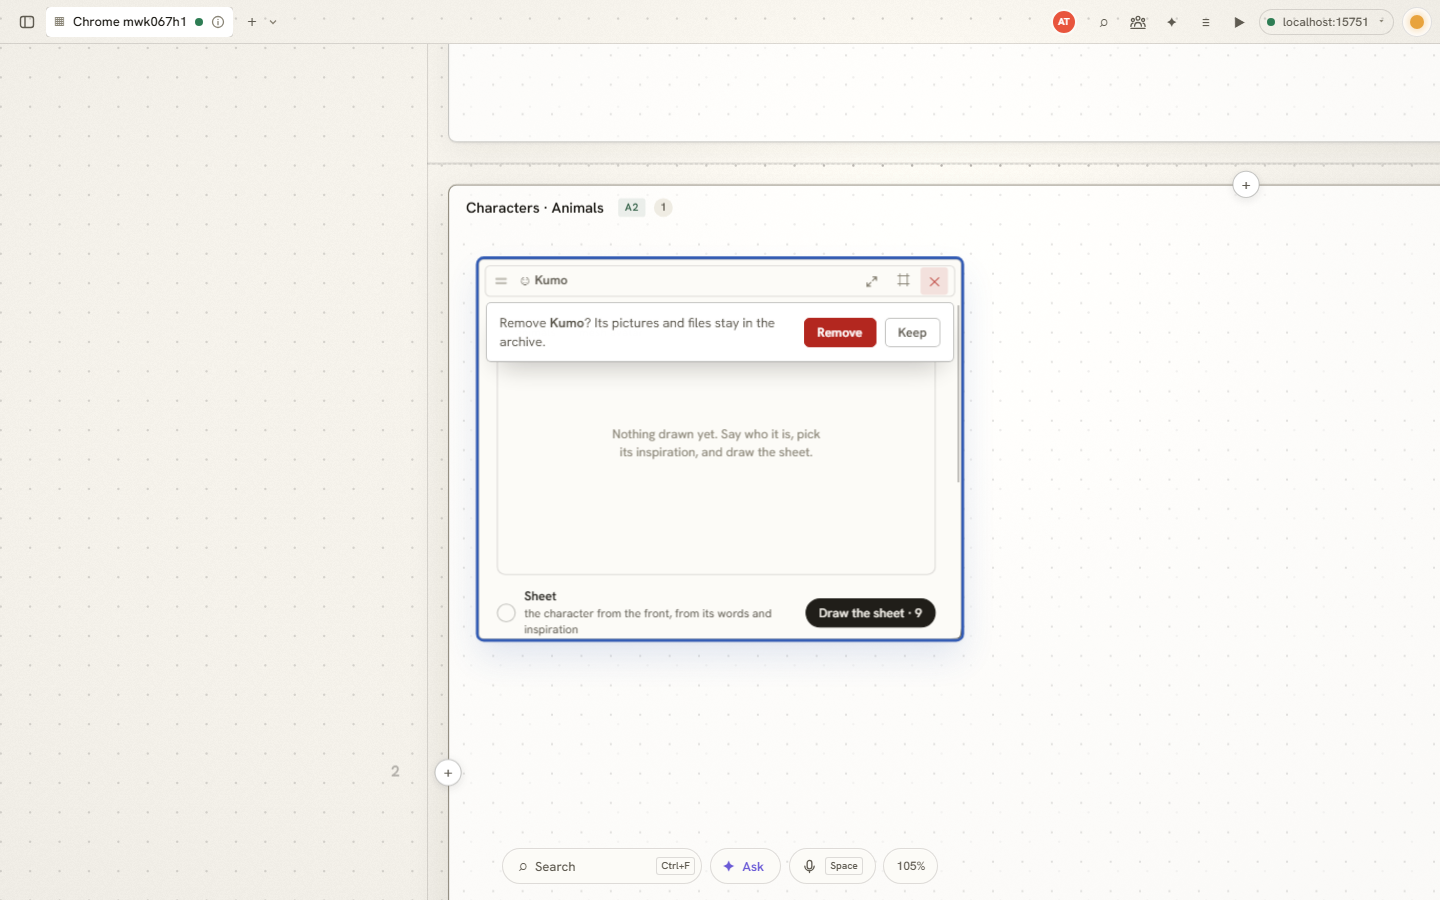 Chrome mwk067h1
AT
localhost:15751
Characters · Animals A2 1
Kumo
Remove Kumo? Its pictures and files stay in the
archive.
Remove
Keep
Nothing drawn yet. Say who it is, pick
its inspiration, and draw the sheet.
Sheet
the character from the front, from its words and
inspiration
Draw the sheet · 9
2
Search Ctrl+F
Ask
Space
105%